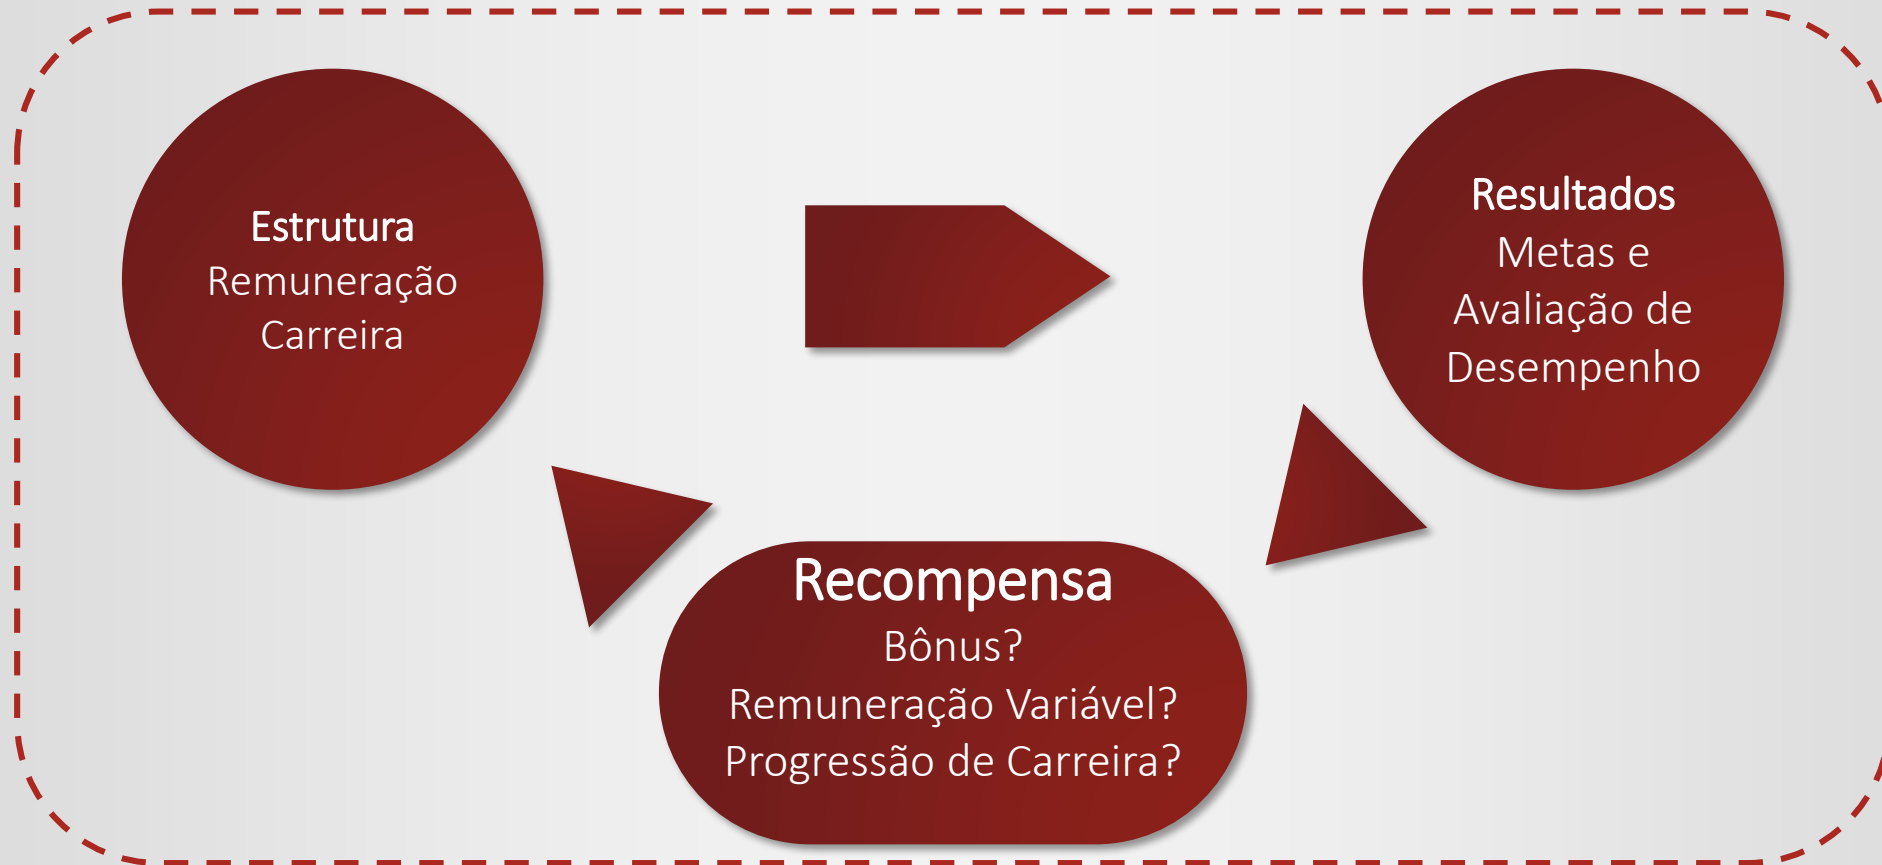 Estrutura
Remuneração
Carreira
Resultados
Metas e
Avaliação de
Desempenho
Recompensa
Bônus?
Remuneração Variável?
Progressão de Carreira?